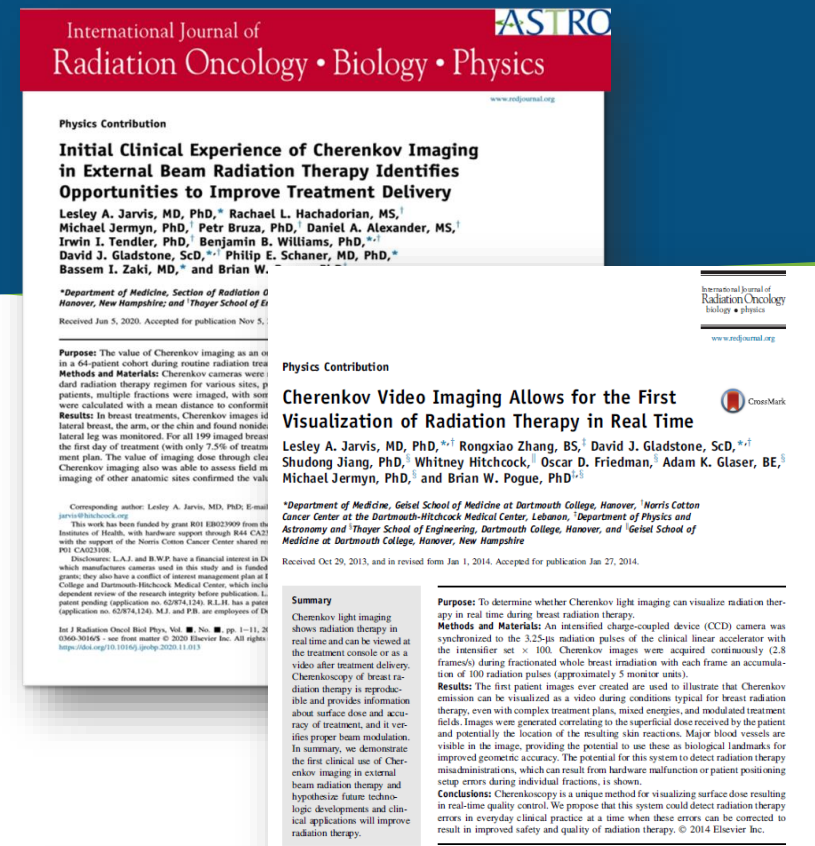 ASTRO
International Journal of
Radiation Oncology • Biology • Physics
www.redjournal.org
Physics Contribution
Initial Clinical Experience of Cherenkov Imaging
in External Beam Radiation Therapy Identifies
Opportunities to Improve Treatment Delivery
Lesley A. Jarvis, MD, PhD,* Rachael L. Hachadorian, MS,†
Michael Jermyn, PhD,† Petr Bruza, PhD,† Daniel A. Alexander, MS,†
Irwin I. Tendler, PhD,† Benjamin B. Williams, PhD,*,†
David J. Gladstone, ScD,*,† Philip E. Schaner, MD, PhD,*
Bassem I. Zaki, MD,* and Brian W.
*Department of Medicine, Section of Radiation O
Hanover, New Hampshire; and †Thayer School of En
Received Jun 5, 2020. Accepted for publication Nov 5,
Purpose: The value of Cherenkov imaging as an o
in a 64-patient cohort during routine radiation trea
Methods and Materials: Cherenkov cameras were
dard radiation therapy regimen for various sites, p
patients, multiple fractions were imaged, with som
were calculated with a mean distance to conformit
Results: In breast treatments, Cherenkov images id
lateral breast, the arm, or the chin and found nonide
lateral leg was monitored. For all 199 imaged breast
the first day of treatment (with only 7.5% of treatm
ment plan. The value of imaging dose through clea
Cherenkov imaging also was able to assess field m
imaging of other anatomic sites confirmed the valu
Corresponding author: Lesley A. Jarvis, MD, PhD; E-mail
jarvis@hitchcock.org
This work has been funded by grant R01 EB023909 from the
Institutes of Health, with hardware support through R44 CA23
with the support of the Norris Cotton Cancer Center shared re
P01 CA023108.
Disclosures: L.A.J. and B.W.P. have a financial interest in Do
which manufactures cameras used in this study and is funded
grants; they also have a conflict of interest management plan at D
College and Dartmouth-Hitchcock Medical Center, which inclu
dependent review of the research integrity before publication. L.
patent pending (application no. 62/874,124). R.L.H. has a paten
(application no. 62/874,124). M.J. and P.B. are employees of Do
Int J Radiation Oncol Biol Phys, Vol. ■, No. ■, pp. 1–11, 20
0360-3016/$ - see front matter © 2020 Elsevier Inc. All rights
https://doi.org/10.1016/j.ijrobp.2020.11.013
International Journal of
Radiation Oncology
biology • physics
www.redjournal.org
Physics Contribution
Cherenkov Video Imaging Allows for the First
Visualization of Radiation Therapy in Real Time
CrossMark
Lesley A. Jarvis, MD, PhD,*,† Rongxiao Zhang, BS,‡ David J. Gladstone, ScD,*,†
Shudong Jiang, PhD,§ Whitney Hitchcock,‖ Oscar D. Friedman,§ Adam K. Glaser, BE,§
Michael Jermyn, PhD,§ and Brian W. Pogue, PhD‡,§
*Department of Medicine, Geisel School of Medicine at Dartmouth College, Hanover, †Norris Cotton
Cancer Center at the Dartmouth-Hitchcock Medical Center, Lebanon, ‡Department of Physics and
Astronomy and §Thayer School of Engineering, Dartmouth College, Hanover, and ‖Geisel School of
Medicine at Dartmouth College, Hanover, New Hampshire
Received Oct 29, 2013, and in revised form Jan 1, 2014. Accepted for publication Jan 27, 2014.
Summary
Cherenkov light imaging
shows radiation therapy in
real time and can be viewed at
the treatment console or as a
video after treatment delivery.
Cherenkoscopy of breast ra-
diation therapy is reproduc-
ible and provides information
about surface dose and accu-
racy of treatment, and it ver-
ifies proper beam modulation.
In summary, we demonstrate
the first clinical use of Cher-
enkov imaging in external
beam radiation therapy and
hypothesize future techno-
logic developments and clin-
ical applications will improve
radiation therapy.
Purpose: To determine whether Cherenkov light imaging can visualize radiation ther-
apy in real time during breast radiation therapy.
Methods and Materials: An intensified charge-coupled device (CCD) camera was
synchronized to the 3.25-μs radiation pulses of the clinical linear accelerator with
the intensifier set × 100. Cherenkov images were acquired continuously (2.8
frames/s) during fractionated whole breast irradiation with each frame an accumula-
tion of 100 radiation pulses (approximately 5 monitor units).
Results: The first patient images ever created are used to illustrate that Cherenkov
emission can be visualized as a video during conditions typical for breast radiation
therapy, even with complex treatment plans, mixed energies, and modulated treatment
fields. Images were generated correlating to the superficial dose received by the patient
and potentially the location of the resulting skin reactions. Major blood vessels are
visible in the image, providing the potential to use these as biological landmarks for
improved geometric accuracy. The potential for this system to detect radiation therapy
misadministrations, which can result from hardware malfunction or patient positioning
setup errors during individual fractions, is shown.
Conclusions: Cherenkoscopy is a unique method for visualizing surface dose resulting
in real-time quality control. We propose that this system could detect radiation therapy
errors in everyday clinical practice at a time when these errors can be corrected to
result in improved safety and quality of radiation therapy. © 2014 Elsevier Inc.